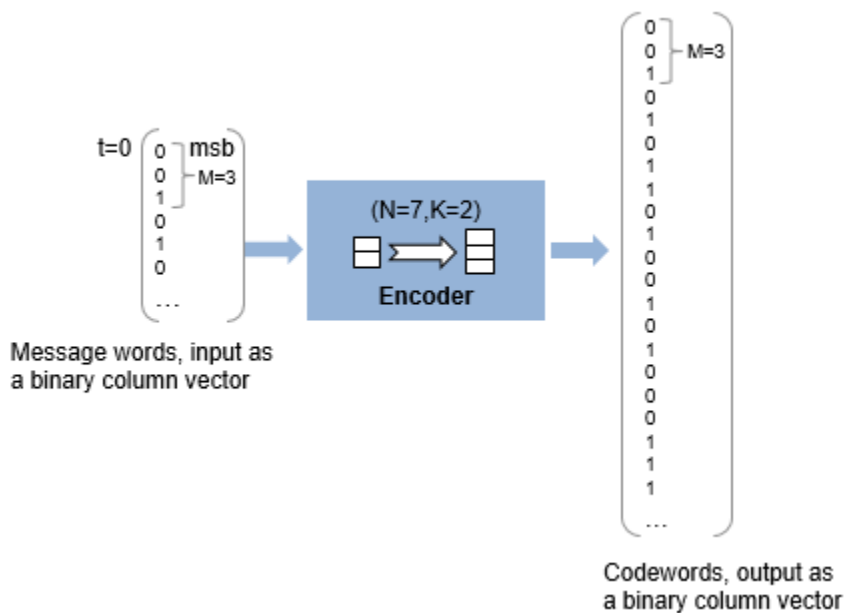 t=0
0 msb
0
M=3
1
0
1
0
...
Message words, input as
a binary column vector
(N=7,K=2)
Encoder
0
0
M=3
1
0
1
0
1
1
0
1
0
0
1
0
1
0
0
0
1
1
1
...
Codewords, output as
a binary column vector